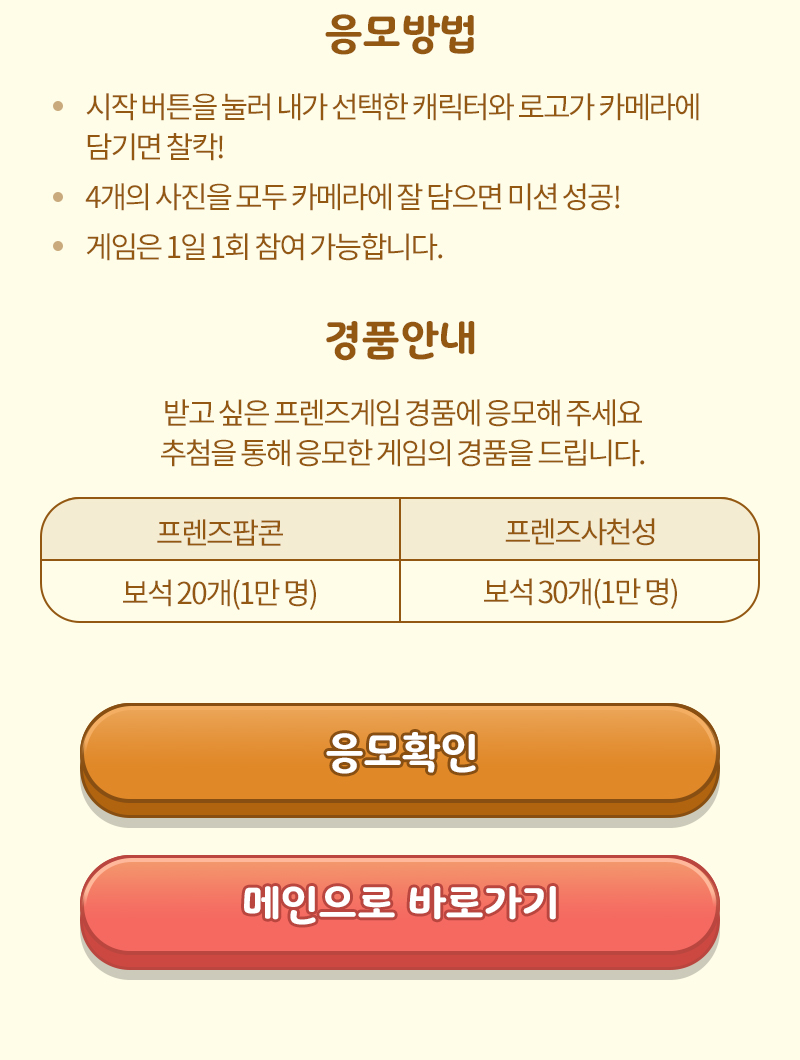 응모방법
시작 버튼을 눌러 내가 선택한 캐릭터와 로고가 카메라에
담기면 찰칵!
4개의 사진을 모두 카메라에 잘 담으면 미션 성공!
게임은 1일 1회 참여 가능합니다.
경품안내
받고 싶은 프렌즈게임 경품에 응모해 주세요
추첨을 통해 응모한 게임의 경품을 드립니다.
프렌즈팝콘 프렌즈사천성
보석 20개(1만 명) 보석 30개(1만 명)
응모확인
메인으로 바로가기